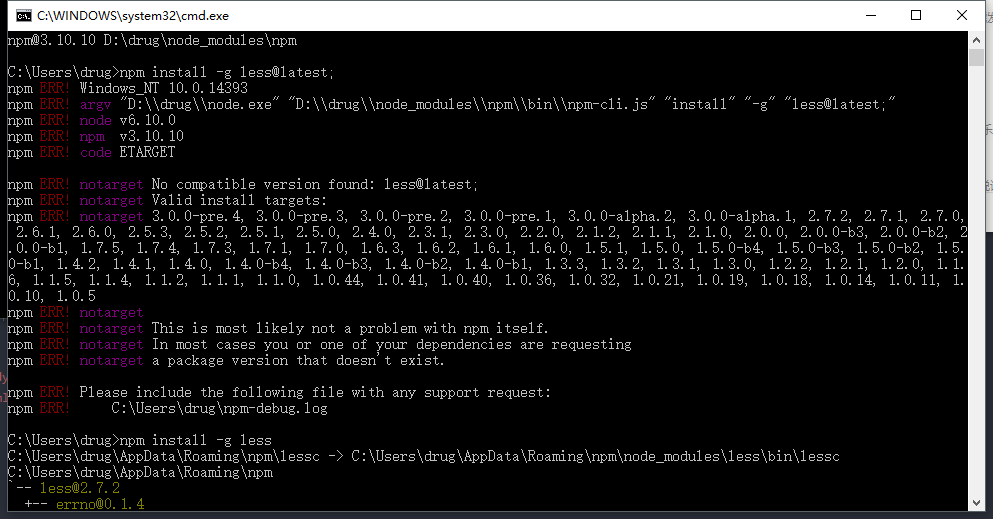 C:\WINDOWS\system32\cmd.exe
npm@3.10.10 D:\drug\node_modules\npm
C:\Users\drug>npm install -g less@latest;
npm ERR! Windows_NT 10.0.14393
npm ERR! argv "D:\\drug\\node.exe" "D:\\drug\\node_modules\\npm\\bin\\npm-cli.js" "install" "-g" "less@latest;"
npm ERR! node v6.10.0
npm ERR! npm  v3.10.10
npm ERR! code ETARGET
npm ERR! notarget No compatible version found: less@latest;
npm ERR! notarget Valid install targets:
npm ERR! notarget 3.0.0-pre.4, 3.0.0-pre.3, 3.0.0-pre.2, 3.0.0-pre.1, 3.0.0-alpha.2, 3.0.0-alpha.1, 2.7.2, 2.7.1, 2.7.0,
2.6.1, 2.6.0, 2.5.3, 2.5.2, 2.5.1, 2.5.0, 2.4.0, 2.3.1, 2.3.0, 2.2.0, 2.1.2, 2.1.1, 2.1.0, 2.0.0, 2.0.0-b3, 2.0.0-b2, 2
.0.0-b1, 1.7.5, 1.7.4, 1.7.3, 1.7.1, 1.7.0, 1.6.3, 1.6.2, 1.6.1, 1.6.0, 1.5.1, 1.5.0, 1.5.0-b4, 1.5.0-b3, 1.5.0-b2, 1.5.
0-b1, 1.4.2, 1.4.1, 1.4.0, 1.4.0-b4, 1.4.0-b3, 1.4.0-b2, 1.4.0-b1, 1.3.3, 1.3.2, 1.3.1, 1.3.0, 1.2.2, 1.2.1, 1.2.0, 1.1.
6, 1.1.5, 1.1.4, 1.1.2, 1.1.1, 1.1.0, 1.0.44, 1.0.41, 1.0.40, 1.0.36, 1.0.32, 1.0.21, 1.0.19, 1.0.18, 1.0.14, 1.0.11, 1.
0.10, 1.0.5
npm ERR! notarget
npm ERR! notarget This is most likely not a problem with npm itself.
npm ERR! notarget In most cases you or one of your dependencies are requesting
npm ERR! notarget a package version that doesn't exist.
npm ERR! Please include the following file with any support request:
npm ERR!     C:\Users\drug\npm-debug.log
C:\Users\drug>npm install -g less
C:\Users\drug\AppData\Roaming\npm\lessc -> C:\Users\drug\AppData\Roaming\npm\node_modules\less\bin\lessc
C:\Users\drug\AppData\Roaming\npm
`-- less@2.7.2
+-- errno@0.1.4